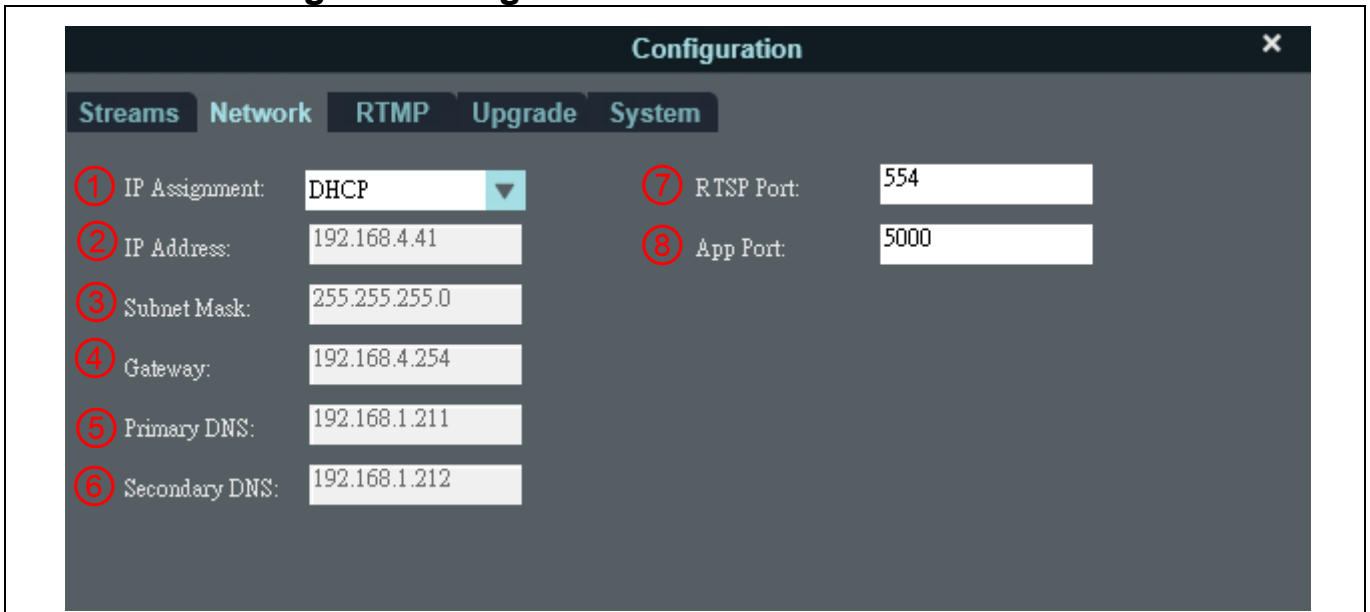 Configuration ×
Streams Network RTMP Upgrade System
① IP Assignment: DHCP
② IP Address: 192.168.4.41
③ Subnet Mask: 255.255.255.0
④ Gateway: 192.168.4.254
⑤ Primary DNS: 192.168.1.211
⑥ Secondary DNS: 192.168.1.212
⑦ RTSP Port: 554
⑧ App Port: 5000